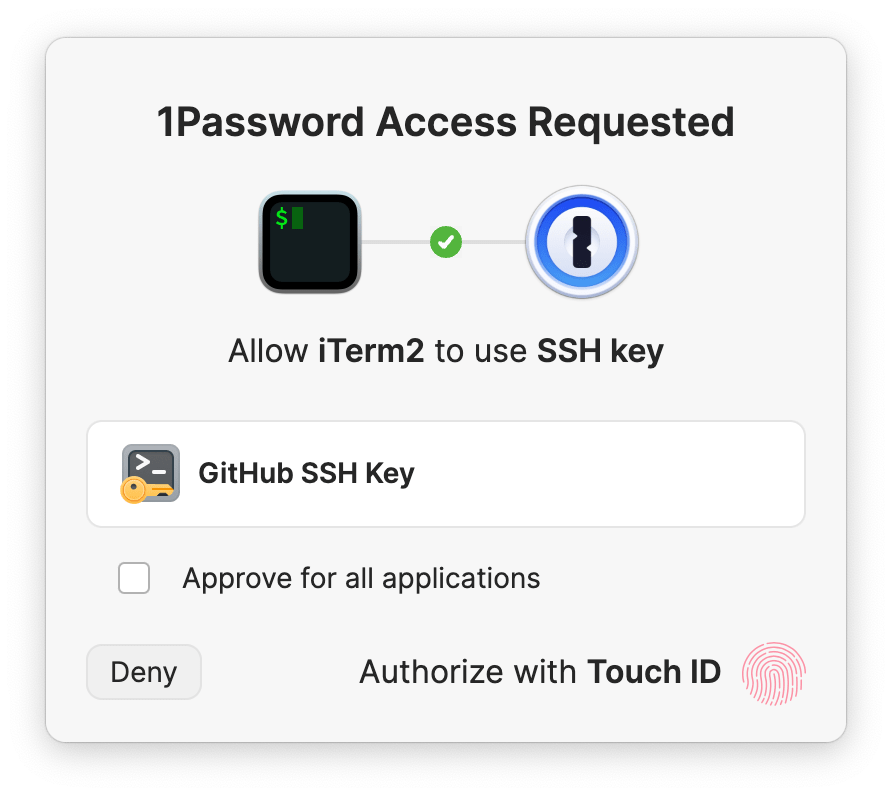 1Password Access Requested
$
Allow iTerm2 to use SSH key
GitHub SSH Key
Approve for all applications
Deny
Authorize with Touch ID